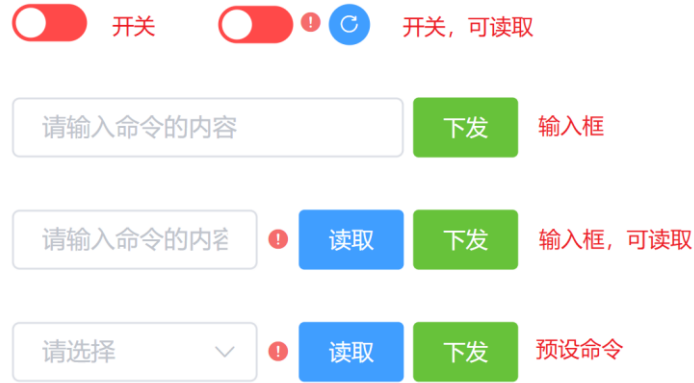 开关 开关，可读取
请输入命令的内容 下发 输入框
请输入命令的内容 读取 下发 输入框，可读取
请选择 读取 下发 预设命令